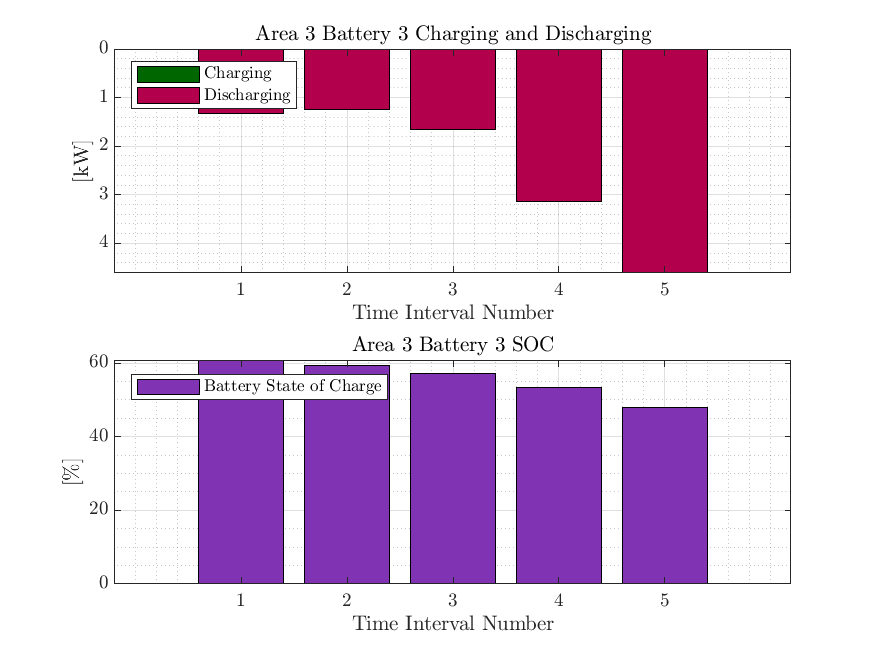 Area 3 Battery 3 Charging and Discharging
0
1
2
3
4
[kW]
Charging
Discharging
1 2 3 4 5
Time Interval Number
Area 3 Battery 3 SOC
60
40
20
0
[%]
Battery State of Charge
1 2 3 4 5
Time Interval Number